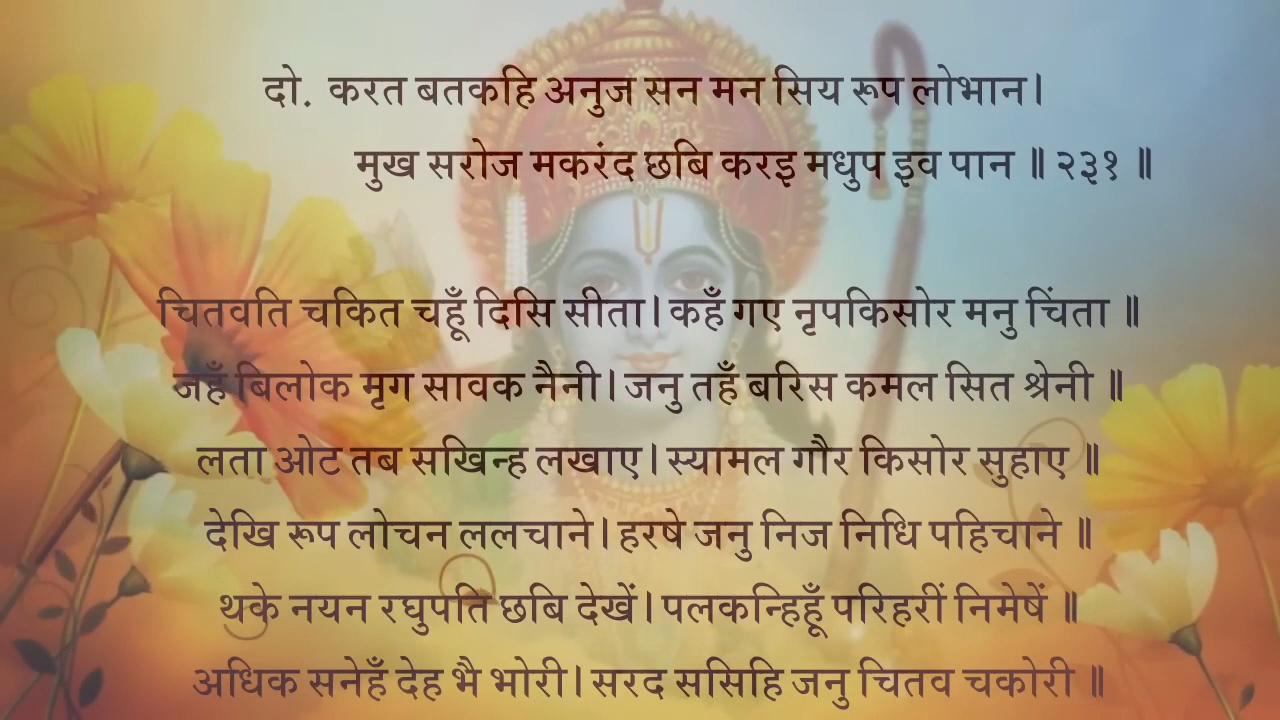 दो. करत बतकहि अनुज सन मन सिय रूप लोभान।
मुख सरोज मकरंद छबि करइ मधुप इव पान ॥ २३१ ॥
चितवति चकित चहूँ दिसि सीता। कहँ गए नृपकिसोर मनु चिंता ॥
जहँ बिलोक मृग सावक नैनी। जनु तहँ बरिस कमल सित श्रेनी ॥
लता ओट तब सखिन्ह लखाए। स्यामल गौर किसोर सुहाए ॥
देखि रूप लोचन ललचाने। हरषे जनु निज निधि पहिचाने ॥
थके नयन रघुपति छबि देखें। पलकन्हिहूँ परिहरीं निमेषें ॥
अधिक सनेहँ देह भै भोरी। सरद ससिहि जनु चितव चकोरी ॥